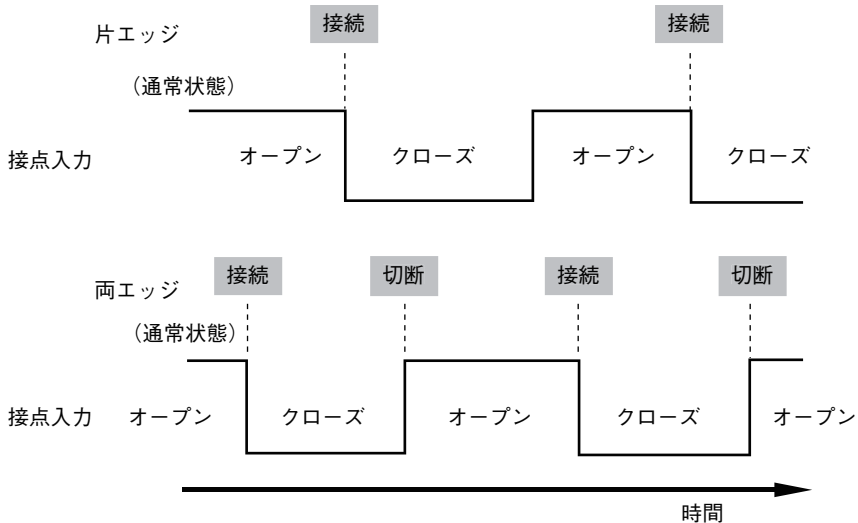 片エッジ
接続
接続
（通常状態）
接点入力
オープン
クローズ
オープン
クローズ
両エッジ
接続
切断
接続
切断
（通常状態）
接点入力
オープン
クローズ
オープン
クローズ
オープン
時間